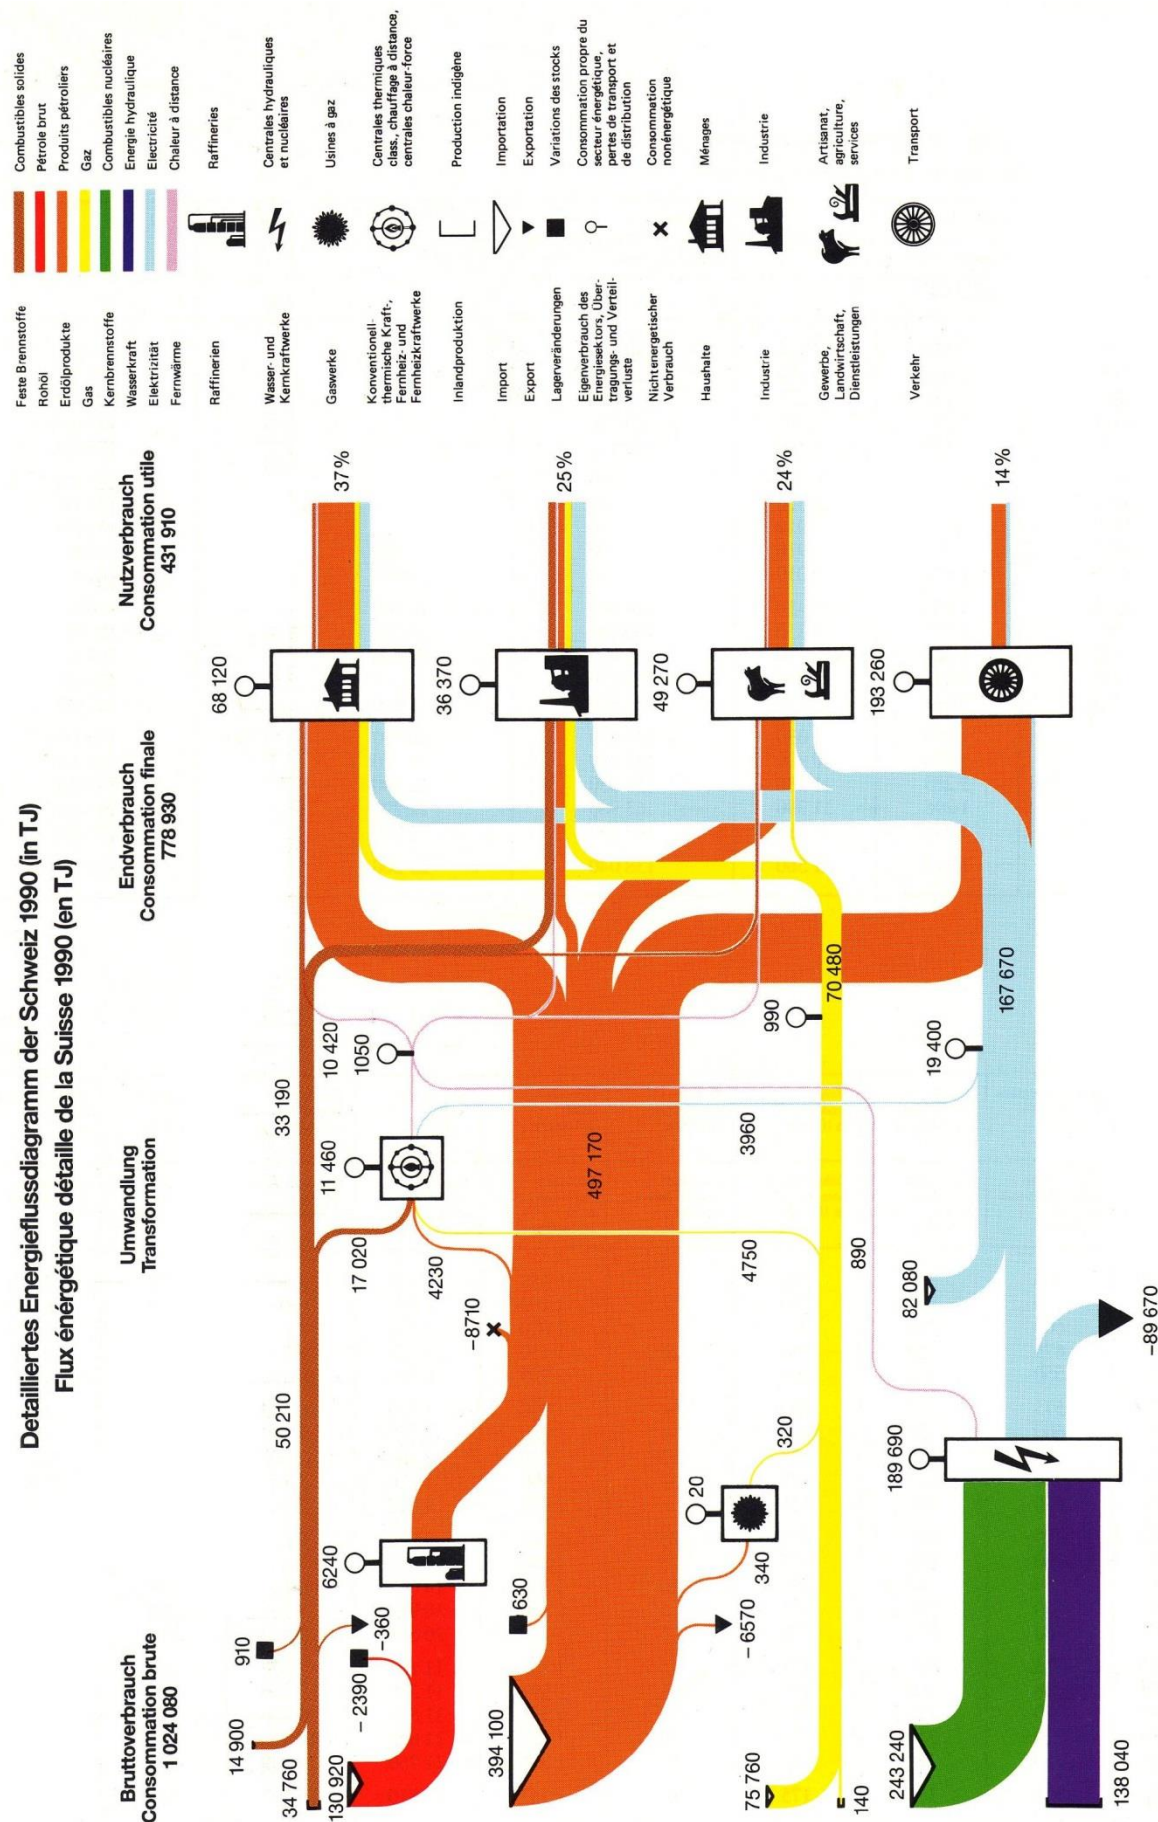 Detailliertes Energieflussdiagramm der Schweiz 1990 (in TJ)
Flux énérgétique détaille de la Suisse 1990 (en TJ)
Bruttoverbrauch
Consommation brute
1 024 080
Umwandlung
Transformation
Endverbrauch
Consommation finale
778 930
Nutzverbrauch
Consommation utile
431 910
14 900
910
34 760
50 210
33 190
130 920
– 2390
–360
6240
17 020
11 460
10 420
1050
4230
–8710
394 100
630
– 6570
497 170
340
20
320
75 760
140
4750
3960
890
990
70 480
243 240
138 040
189 690
82 080
–89 670
19 400
167 670
68 120
37 %
36 370
25 %
49 270
24 %
193 260
14 %
Feste Brennstoffe
Combustibles solides
Rohöl
Pétrole brut
Erdölprodukte
Produits pétroliers
Gas
Gaz
Kernbrennstoffe
Combustibles nucléaires
Wasserkraft
Energie hydraulique
Elektrizität
Electricité
Fernwärme
Chaleur à distance
Raffinerien
Raffineries
Wasser- und
Kernkraftwerke
Centrales hydrauliques
et nucléaires
Gaswerke
Usines à gaz
Konventionell-
thermische Kraft-,
Fernheiz- und
Fernheizkraftwerke
Centrales thermiques
class., chauffage à distance,
centrales chaleur-force
Inlandproduktion
Production indigène
Import
Importation
Export
Exportation
Lagerveränderungen
Variations des stocks
Eigenverbrauch des
Energiesektors, Über-
tragungs- und Verteil-
verluste
Consommation propre du
secteur énergétique,
pertes de transport et
de distribution
Nichtenergetischer
Verbrauch
Consommation
nonénergétique
Haushalte
Ménages
Industrie
Industrie
Gewerbe,
Landwirtschaft,
Dienstleistungen
Artisanat,
agriculture,
services
Verkehr
Transport